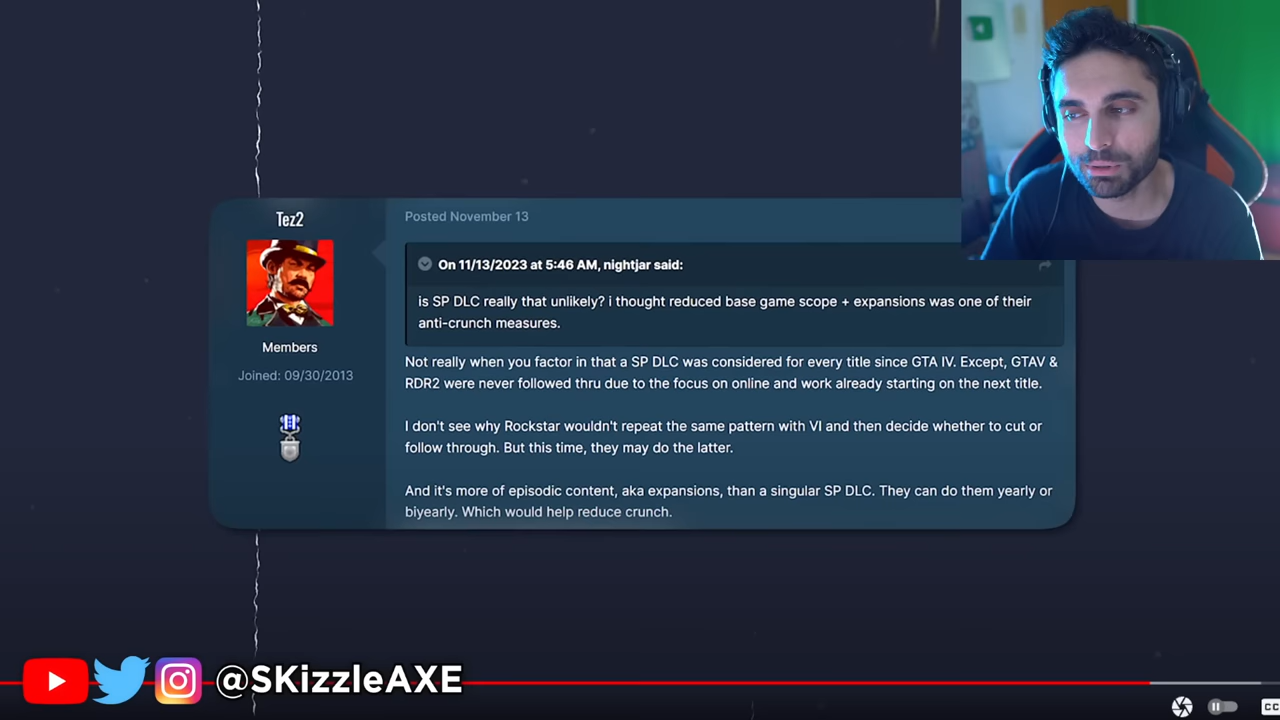 Tez2
Posted November 13
On 11/13/2023 at 5:46 AM, nightjar said:
is SP DLC really that unlikely? i thought reduced base game scope + expansions was one of their
anti-crunch measures.
Members
Joined: 09/30/2013
Not really when you factor in that a SP DLC was considered for every title since GTA IV. Except, GTAV &
RDR2 were never followed thru due to the focus on online and work already starting on the next title.
I don't see why Rockstar wouldn't repeat the same pattern with VI and then decide whether to cut or
follow through. But this time, they may do the latter.
And it's more of episodic content, aka expansions, than a singular SP DLC. They can do them yearly or
biyearly. Which would help reduce crunch.
@SKizzleAXE
CC